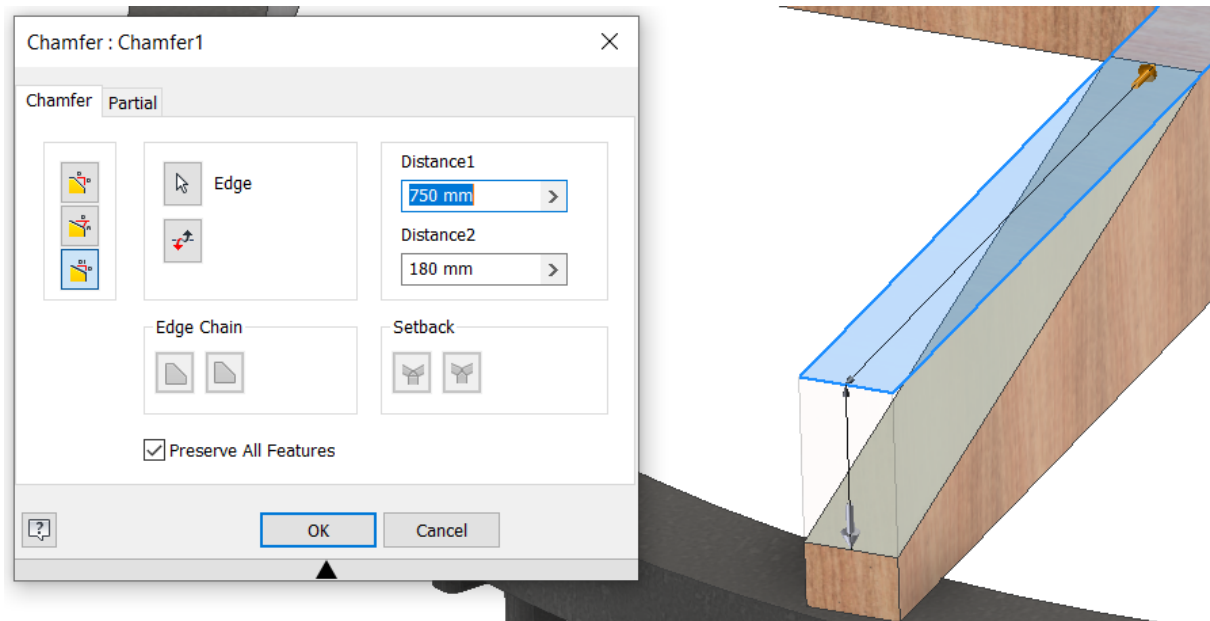 Chamfer : Chamfer1
Chamfer
Partial
Edge
Distance1
750 mm
Distance2
180 mm
Edge Chain
Setback
Preserve All Features
OK
Cancel